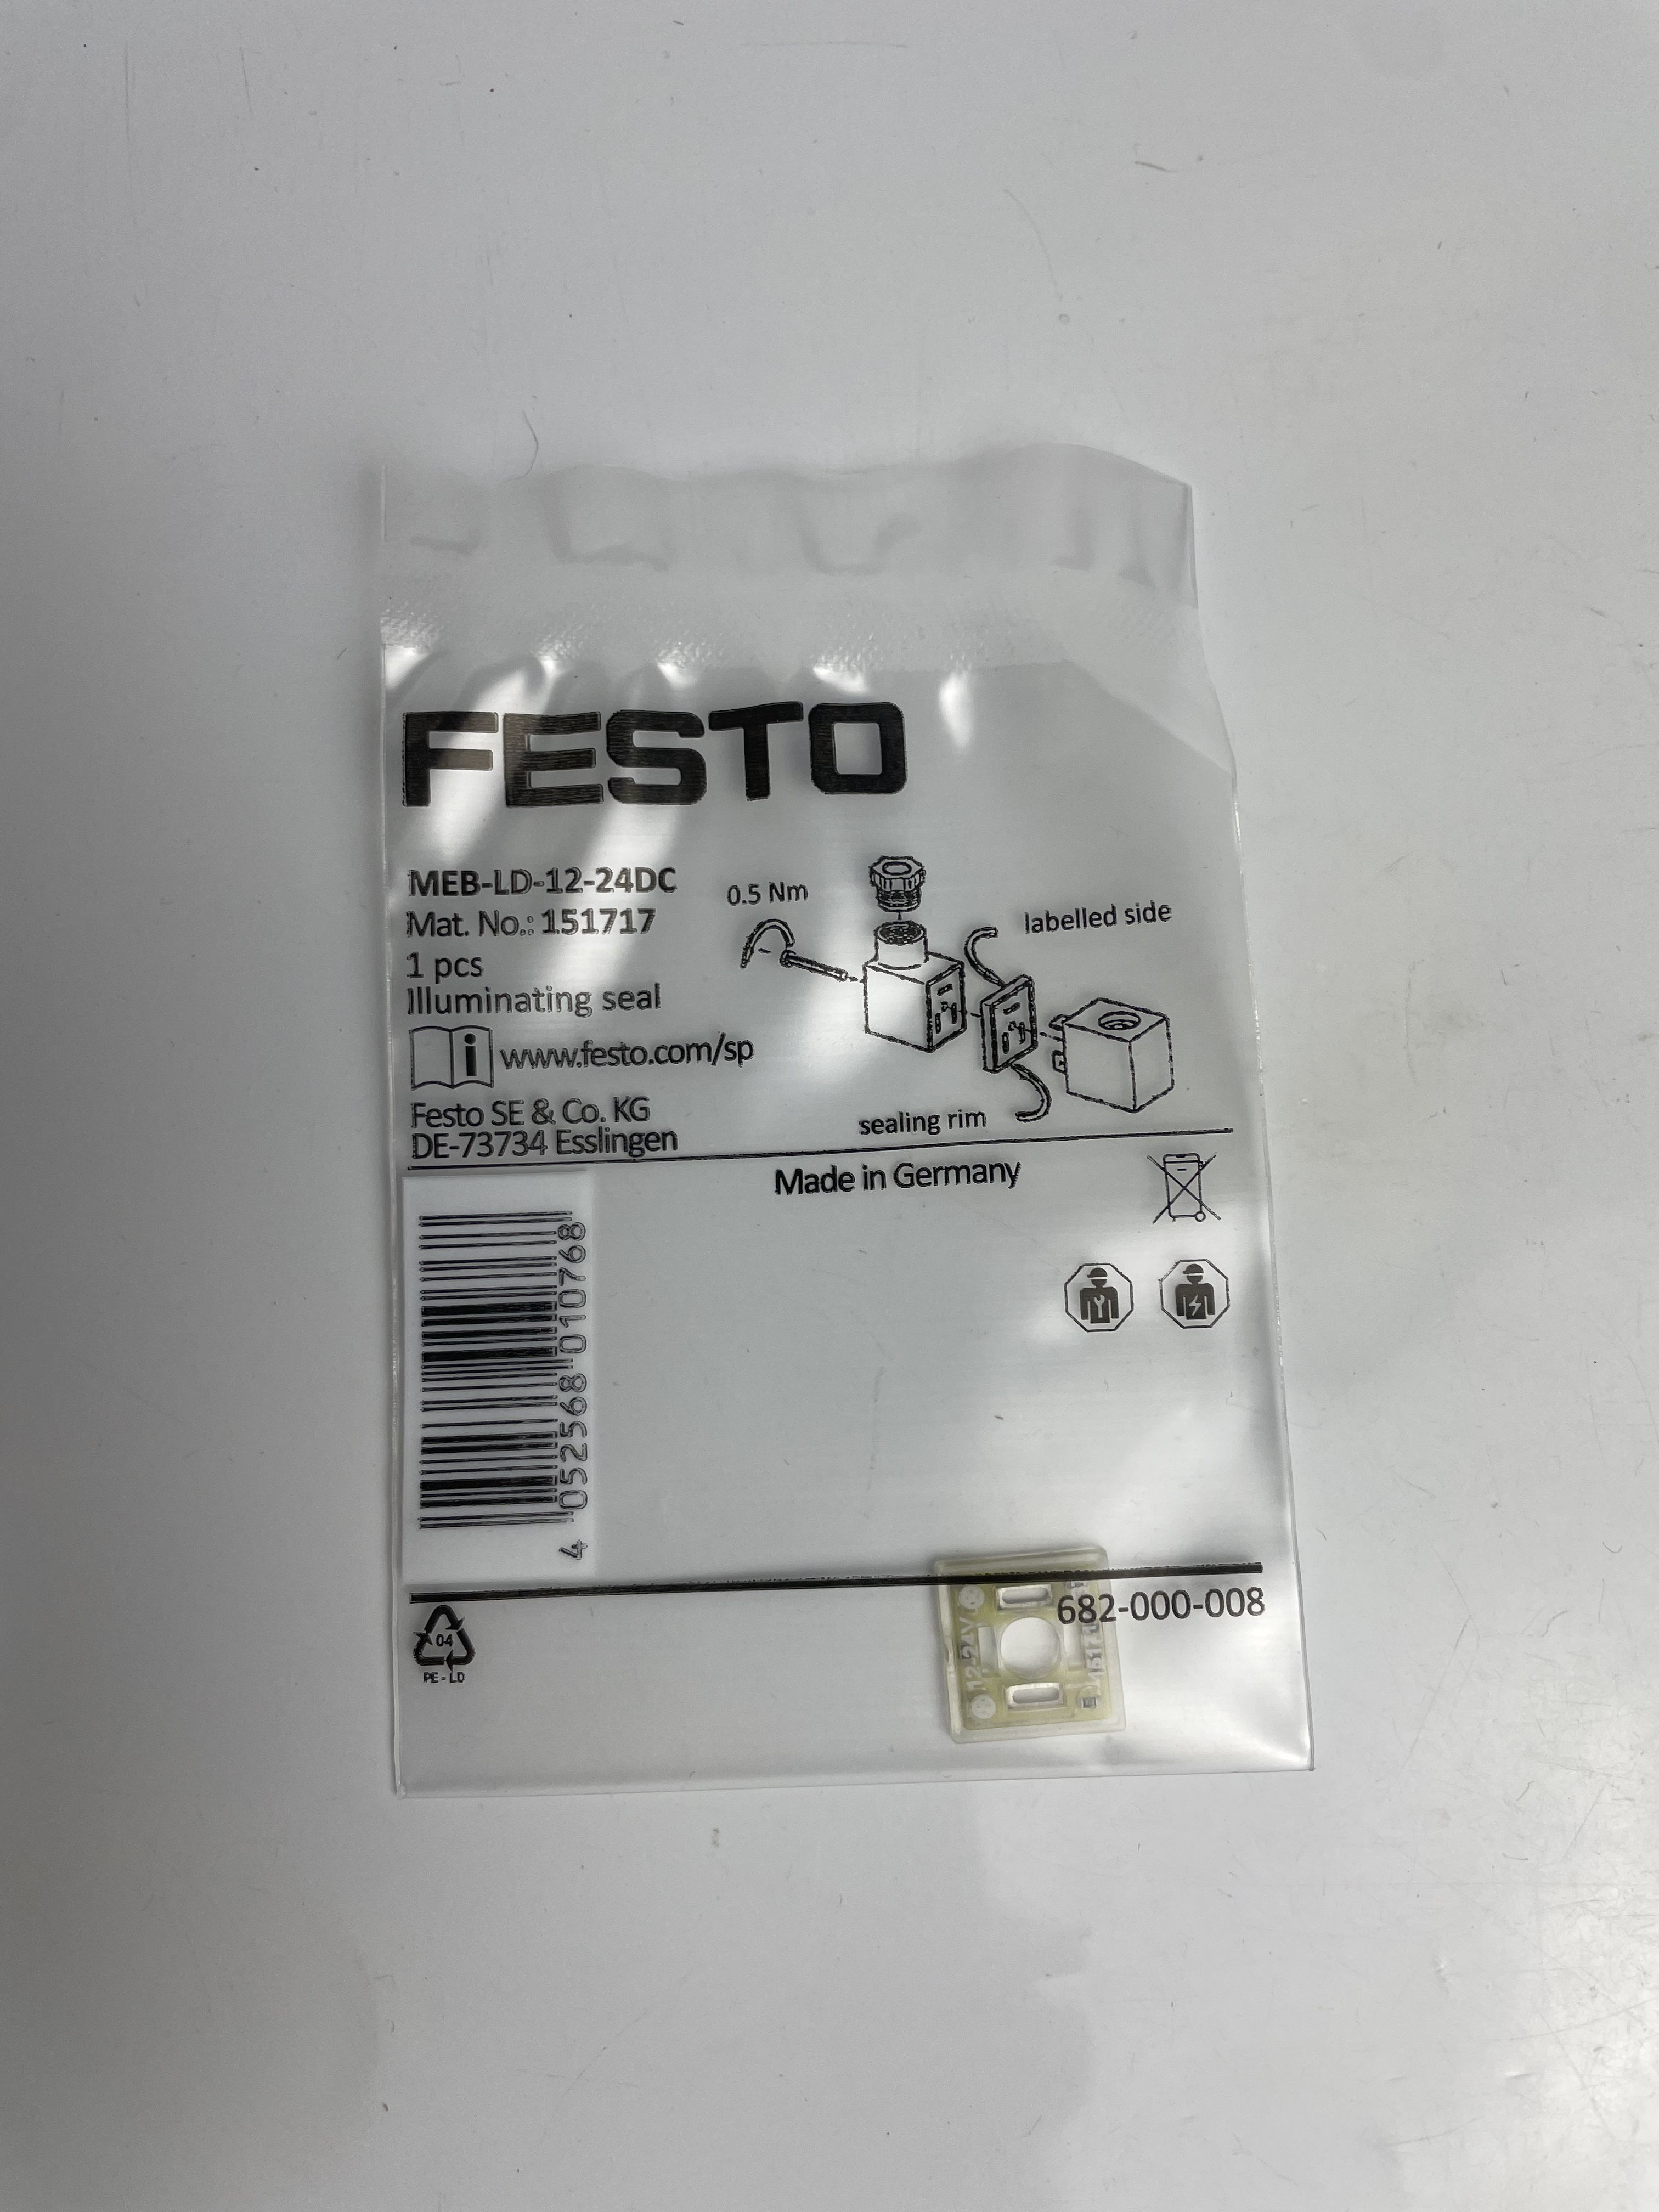 FESTO
MEB-LD-12-24DC
Mat. No.: 151717
1 pcs
Illuminating seal
www.festo.com/sp
Festo SE & Co. KG
DE-73734 Esslingen
0.5 Nm
labelled side
sealing rim
Made in Germany
4 052568 010768
682-000-008
04
PE-LD
12-24V